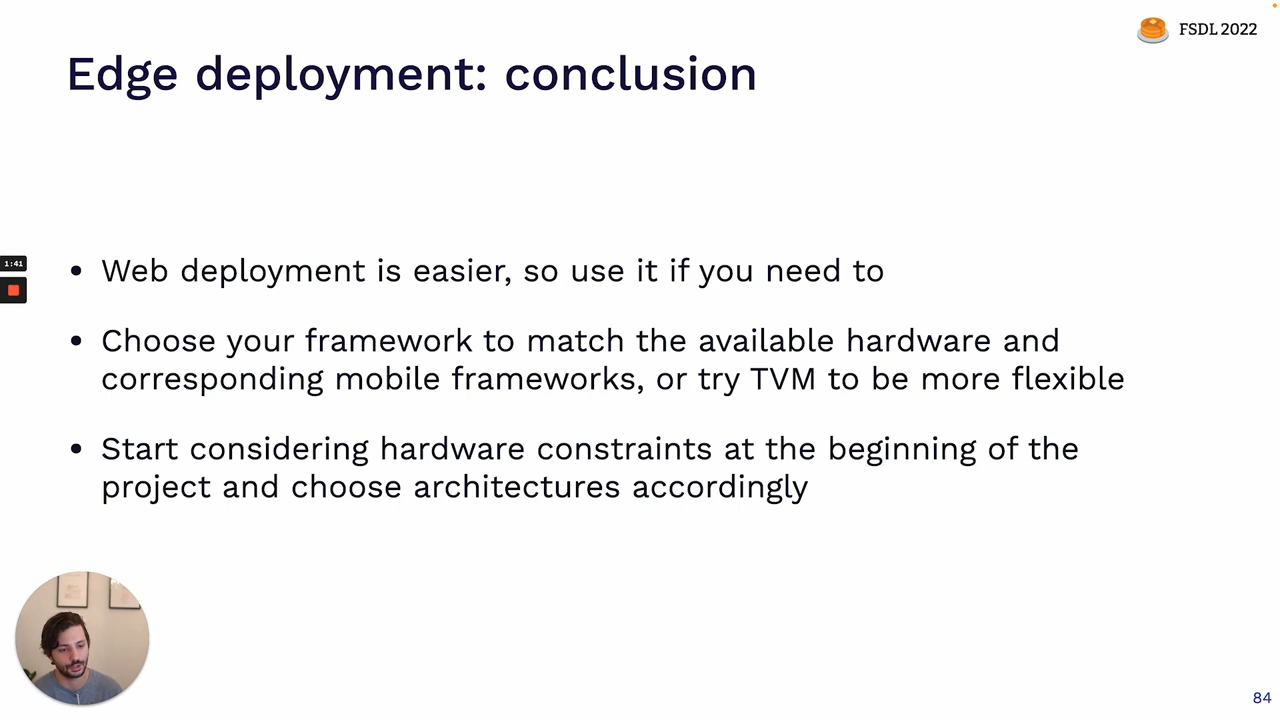 FSDL 2022
Edge deployment: conclusion
1:41
• Web deployment is easier, so use it if you need to
• Choose your framework to match the available hardware and
corresponding mobile frameworks, or try TVM to be more flexible
• Start considering hardware constraints at the beginning of the
project and choose architectures accordingly
84